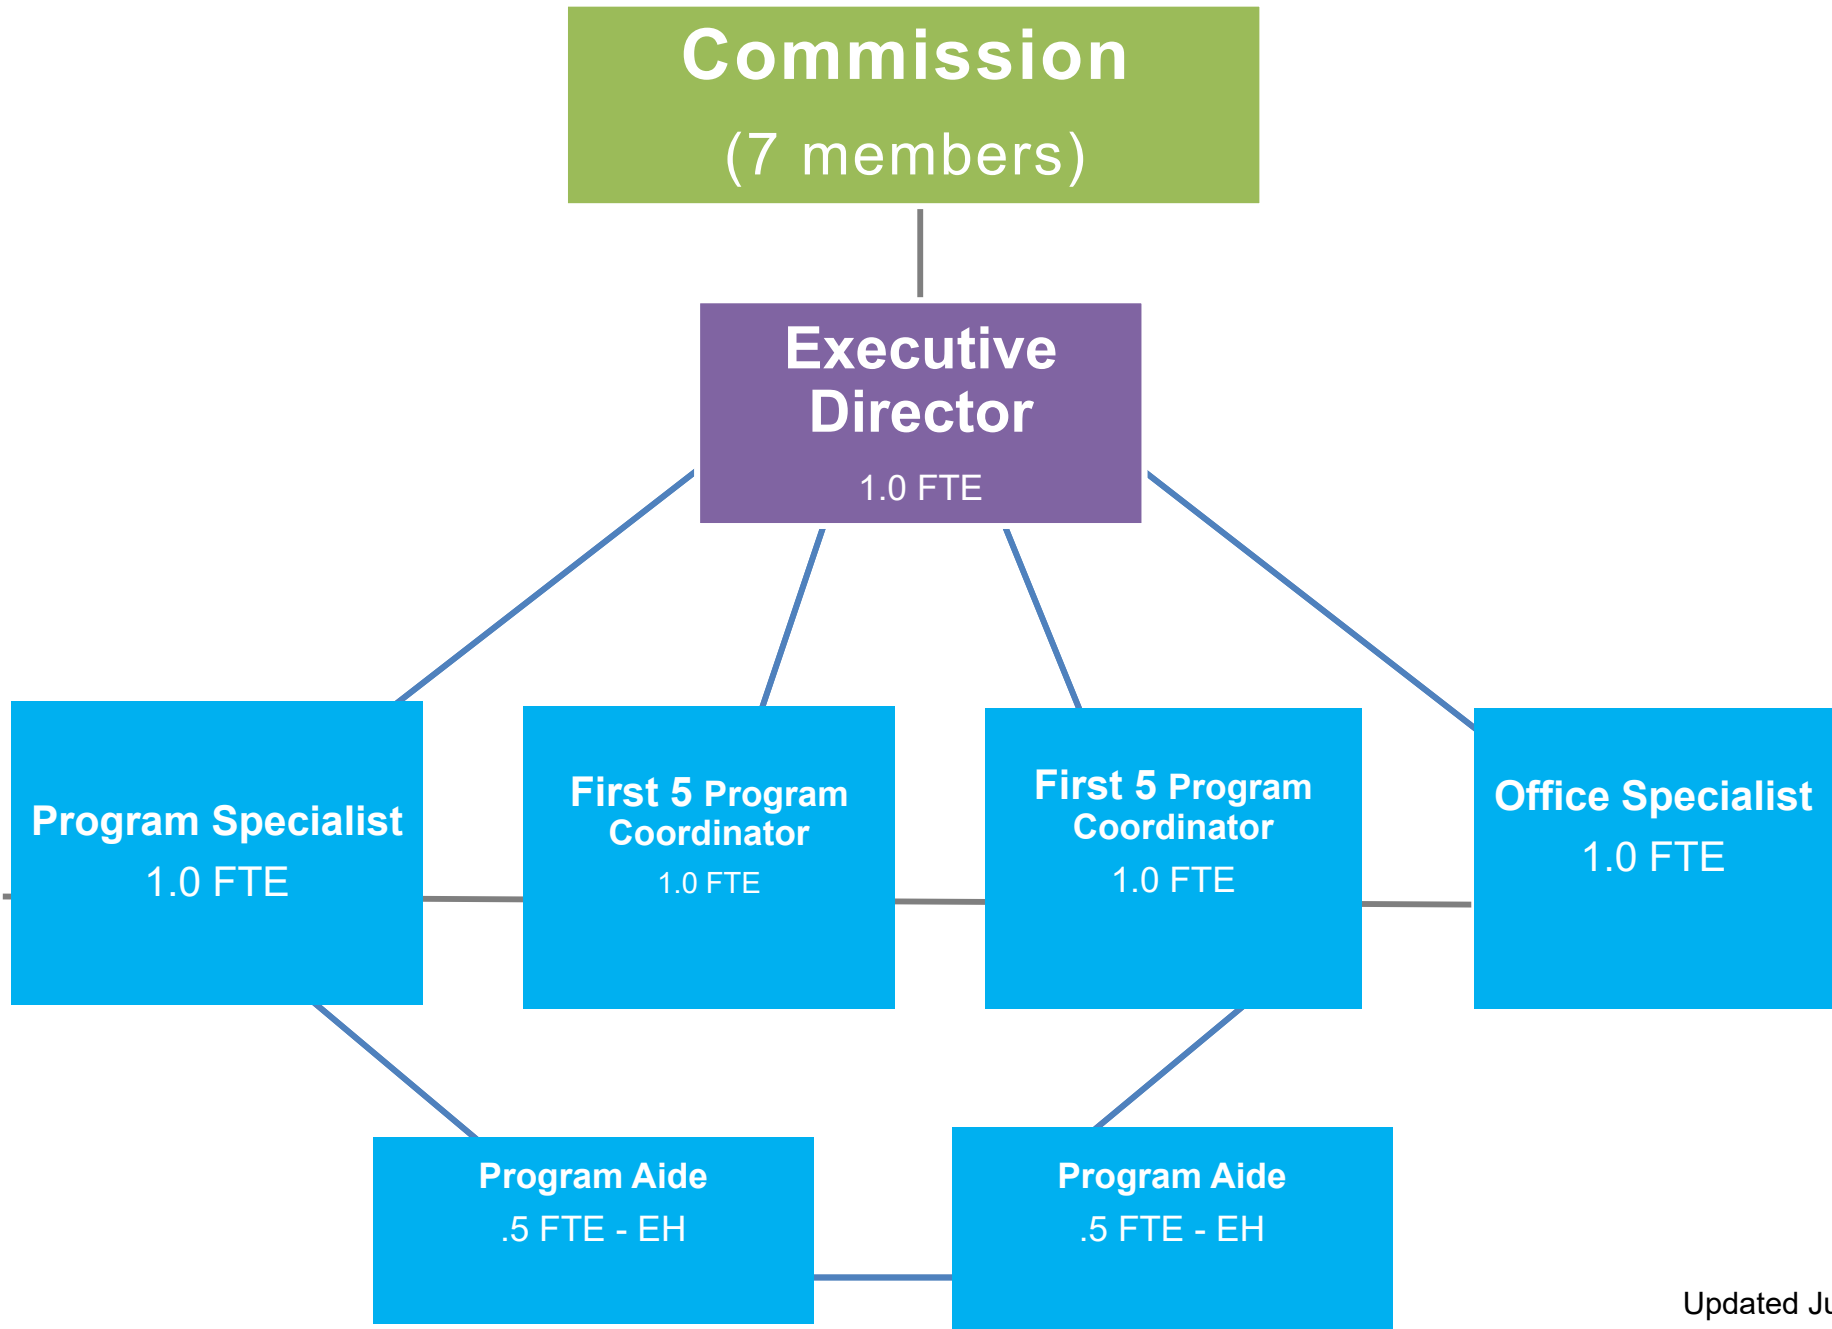 Commission
(7 members)
Executive
Director
1.0 FTE
Program Specialist
1.0 FTE
First 5 Program
Coordinator
1.0 FTE
First 5 Program
Coordinator
1.0 FTE
Office Specialist
1.0 FTE
Program Aide
.5 FTE - EH
Program Aide
.5 FTE - EH
Updated